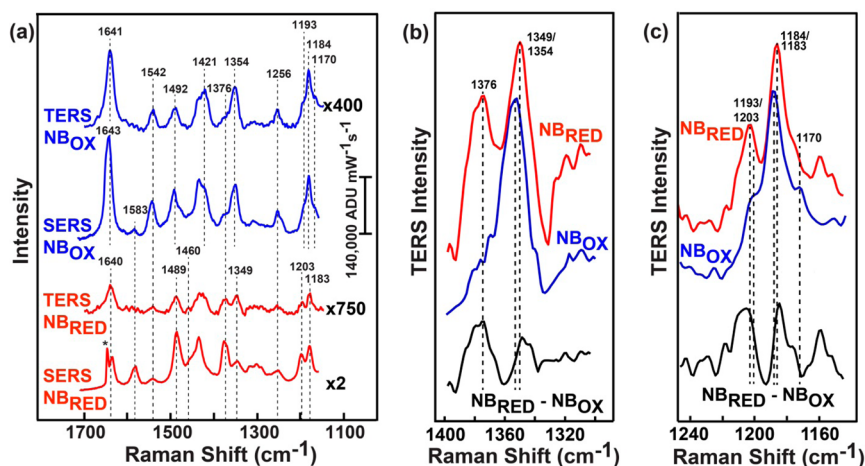 (a)
1641
1542
1492
1421
1376
1354
1256
1193
1184
1170
TERS
NBOX
x400
1643
1583
SERS
NBOX
140,000 ADU mW-1s-1
1640
1489
1460
1349
1203
1183
TERS
NBRED
x750
*
SERS
NBRED
x2
Intensity
1700 1500 1300 1100
Raman Shift (cm-1)
(b)
1349/
1354
1376
NBRED
NBOX
NBRED - NBOX
TERS Intensity
1400 1360 1320
Raman Shift (cm-1)
(c)
1184/
1183
1193/
1203
NBRED
1170
NBOX
NBRED - NBOX
TERS Intensity
1240 1200 1160
Raman Shift (cm-1)